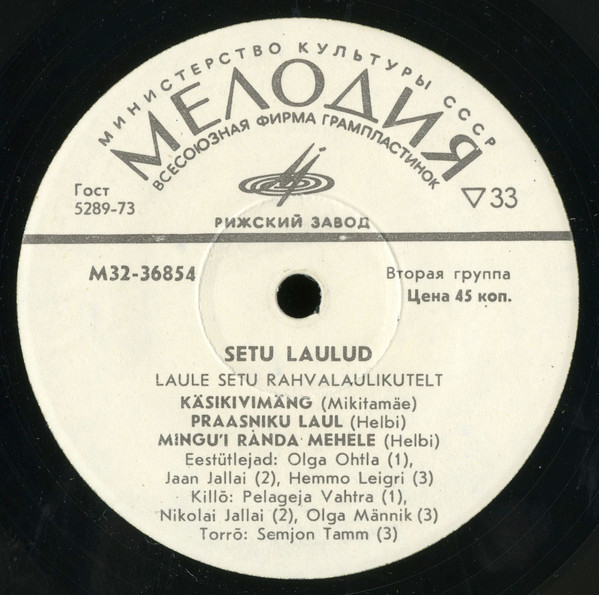 МИНИСТЕРСТВО КУЛЬТУРЫ СССР
МЕЛОДИЯ
ВСЕСОЮЗНАЯ ФИРМА ГРАМПЛАСТИНОК
Гост
5289-73
▽33
РИЖСКИЙ ЗАВОД
М32-36854
Вторая группа
Цена 45 коп.
SETU LAULUD
LAULE SETU RAHVALAULIKUTELT
KÄSIKIVIMÄNG (Mikitamäe)
PRAASNIKU LAUL (Helbi)
MINGU'I RÀNDA MEHELE (Helbi)
Eestütlejad: Olga Ohtla (1),
Jaan Jallai (2), Hemmo Leigri (3)
Killõ: Pelageja Vahtra (1),
Nikolai Jallai (2), Olga Männik (3)
Torrõ: Semjon Tamm (3)